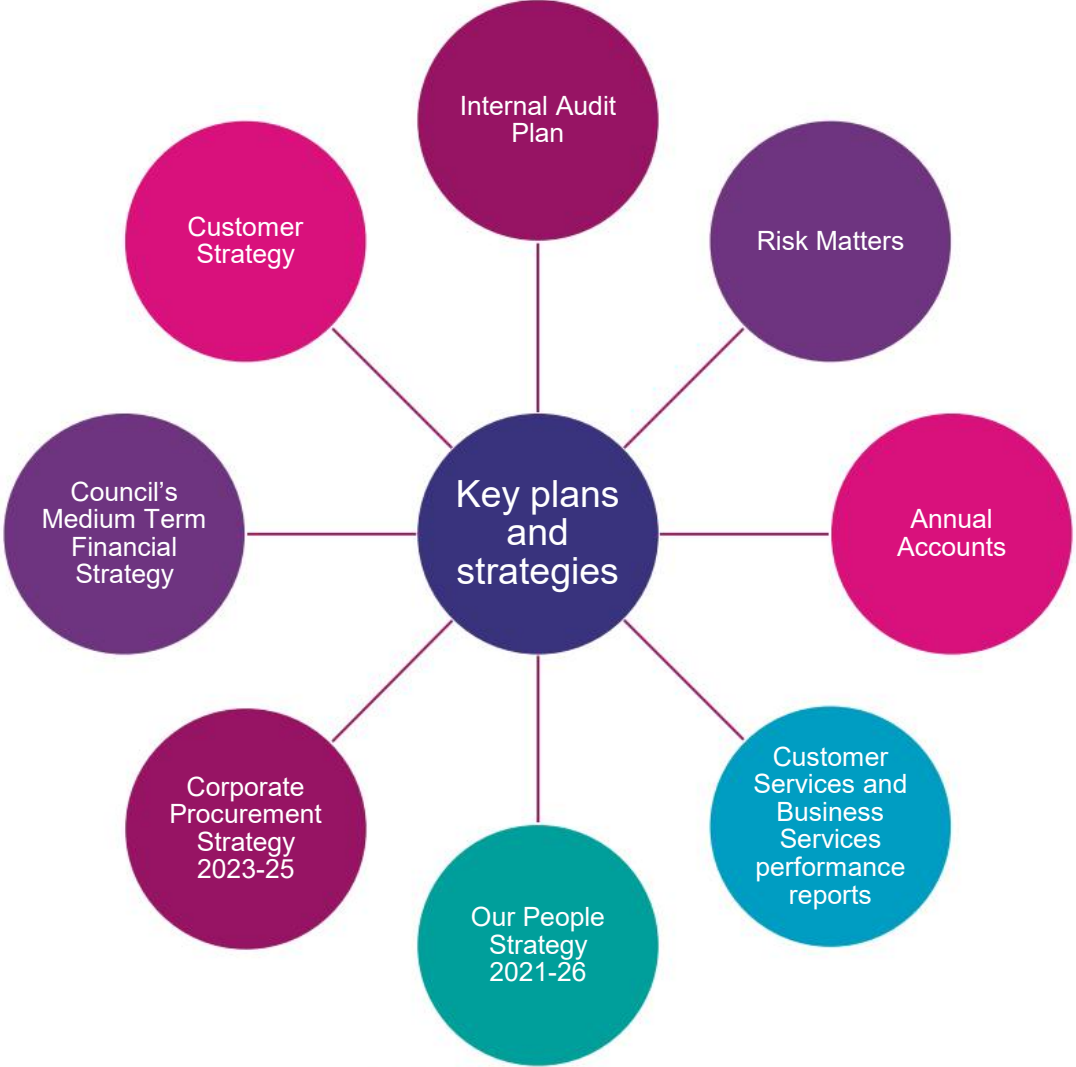 Internal Audit
Plan
Risk Matters
Annual
Accounts
Customer
Services and
Business
Services
performance
reports
Our People
Strategy
2021-26
Corporate
Procurement
Strategy
2023-25
Council’s
Medium Term
Financial
Strategy
Customer
Strategy
Key plans
and
strategies